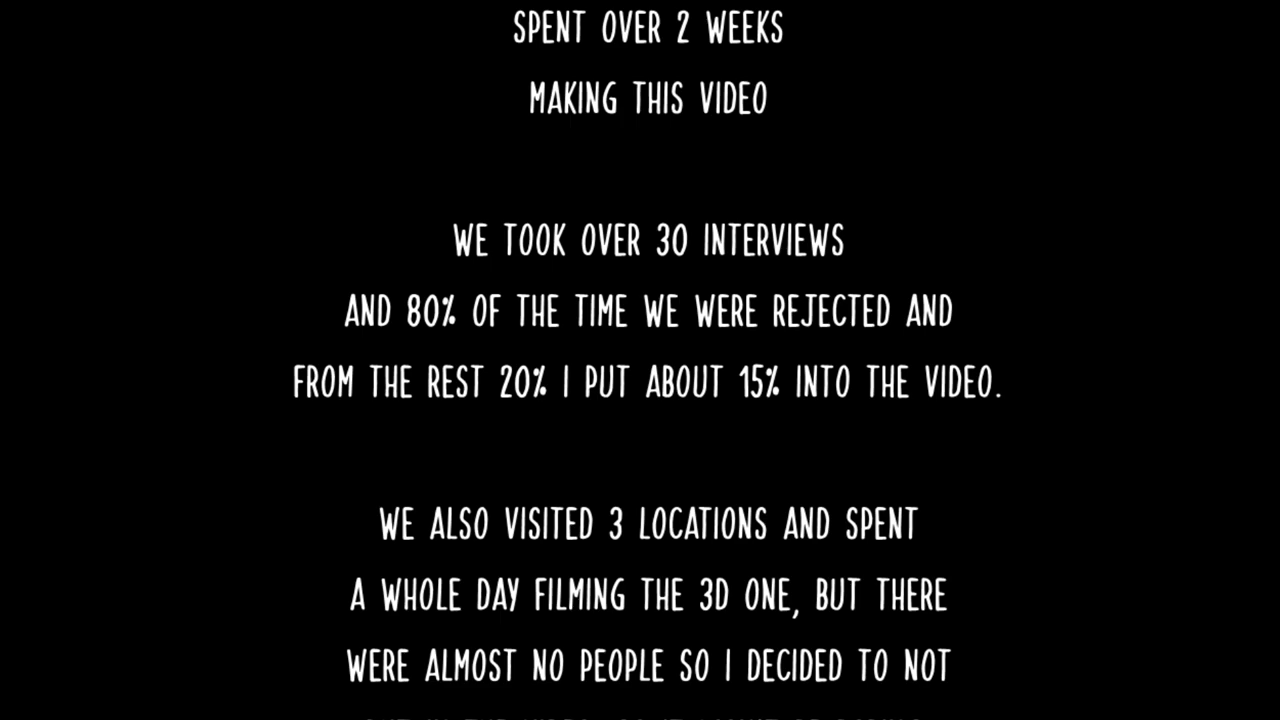 SPENT OVER 2 WEEKS
MAKING THIS VIDEO
WE TOOK OVER 30 INTERVIEWS
AND 80% OF THE TIME WE WERE REJECTED AND
FROM THE REST 20% I PUT ABOUT 15% INTO THE VIDEO.
WE ALSO VISITED 3 LOCATIONS AND SPENT
A WHOLE DAY FILMING THE 3D ONE, BUT THERE
WERE ALMOST NO PEOPLE SO I DECIDED TO NOT